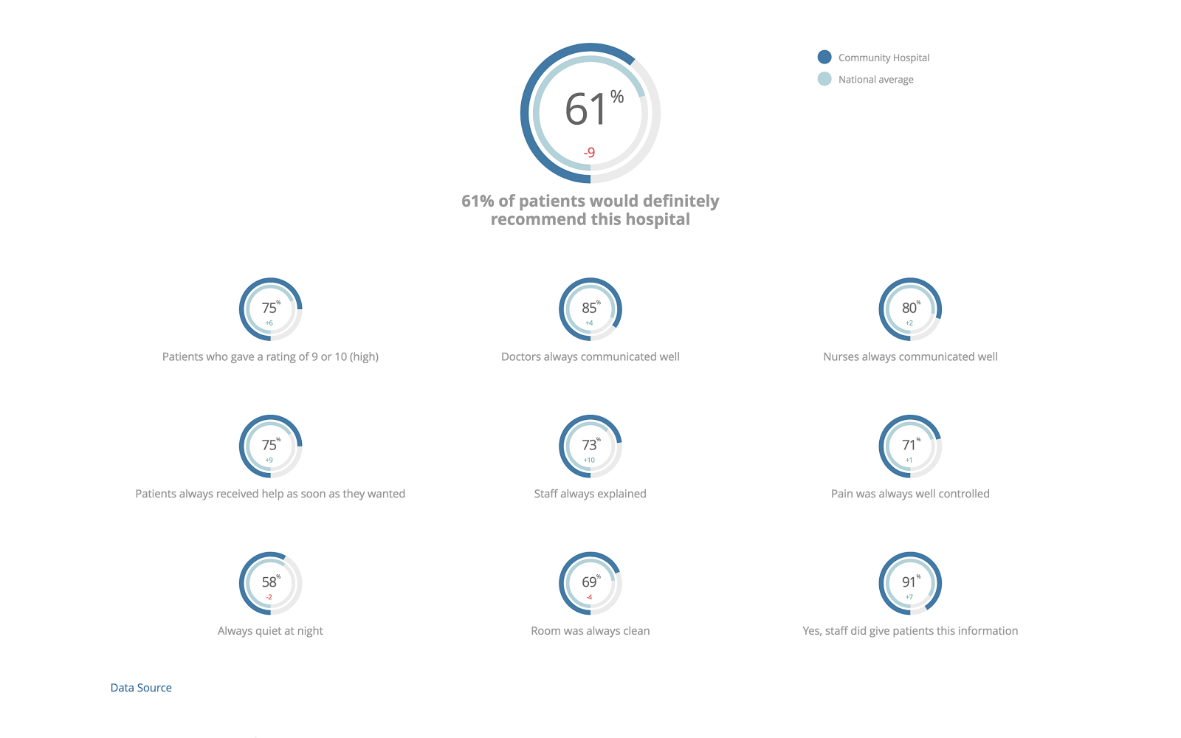 Community Hospital
National average
61%
-9
61% of patients would definitely
recommend this hospital
75%
+6
Patients who gave a rating of 9 or 10 (high)
85%
+4
Doctors always communicated well
80%
+2
Nurses always communicated well
75%
+9
Patients always received help as soon as they wanted
73%
+10
Staff always explained
71%
+1
Pain was always well controlled
58%
-2
Always quiet at night
69%
-4
Room was always clean
91%
+7
Yes, staff did give patients this information
Data Source